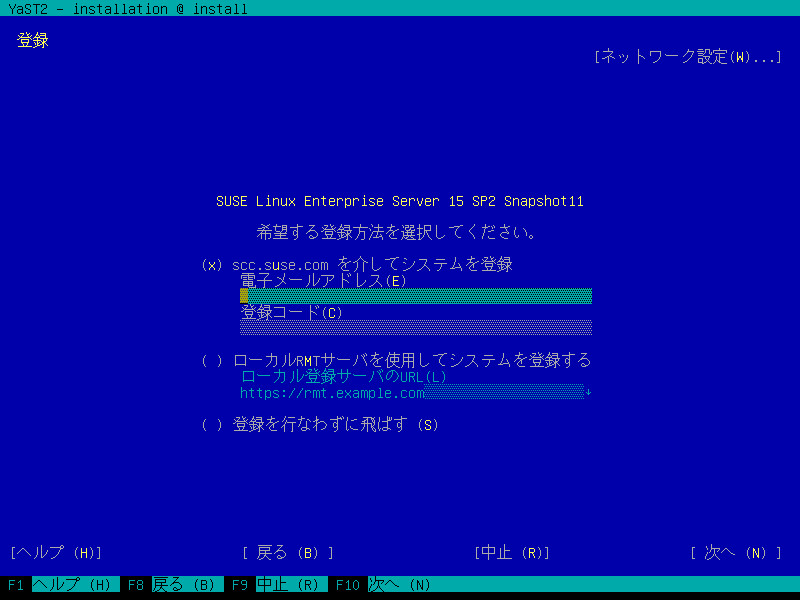 YaST2 - installation @ install
登録
[ネットワーク設定(W)...]
SUSE Linux Enterprise Server 15 SP2 Snapshot11
希望する登録方法を選択してください。
(x) scc.suse.com を介してシステムを登録
電子メールアドレス(E)
登録コード(C)
( ) ローカルRMTサーバを使用してシステムを登録する
ローカル登録サーバのURL(L)
https://rmt.example.com
( ) 登録を行なわずに飛ばす (S)
[ヘルプ (H)] [ 戻る (B) ] [中止 (R)] [ 次へ (N) ]
F1 ヘルプ (H) F8 戻る (B) F9 中止 (R) F10 次へ (N)